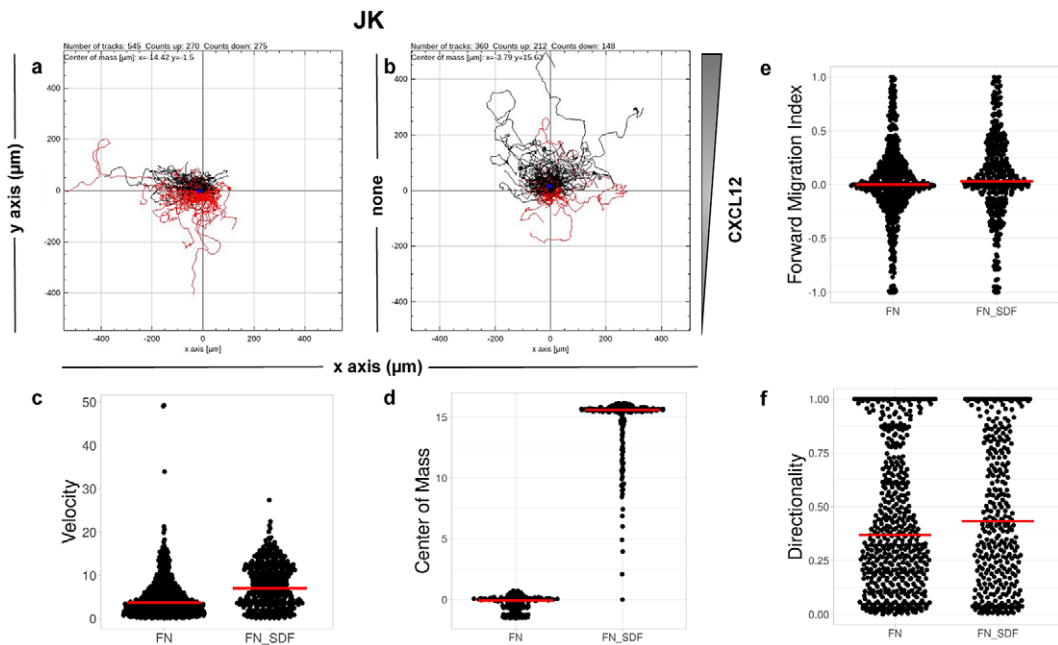 JK
a
Number of tracks: 545 Counts up: 270 Counts down: 275
Center of mass [µm]: x=-14.42 y=-1.5
y axis (µm)
400
200
0
-200
-400
-400
-200
0
200
400
x axis [µm]
b
Number of tracks: 360 Counts up: 212 Counts down: 148
Center of mass [µm]: x=-3.79 y=15.63
none
400
200
0
-200
-400
-400
-200
0
200
400
x axis [µm]
CXCL12
x axis (µm)
e
Forward Migration Index
1.0
0.5
0.0
-0.5
-1.0
FN
FN_SDF
c
Velocity
50
40
30
20
10
0
FN
FN_SDF
d
Center of Mass
15
10
5
0
FN
FN_SDF
f
Directionality
1.00
0.75
0.50
0.25
0.00
FN
FN_SDF